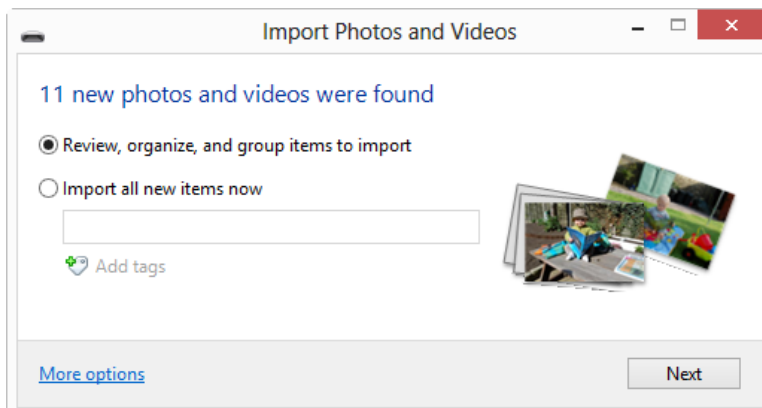 Import Photos and Videos
11 new photos and videos were found
Review, organize, and group items to import
Import all new items now
Add tags
More options
Next